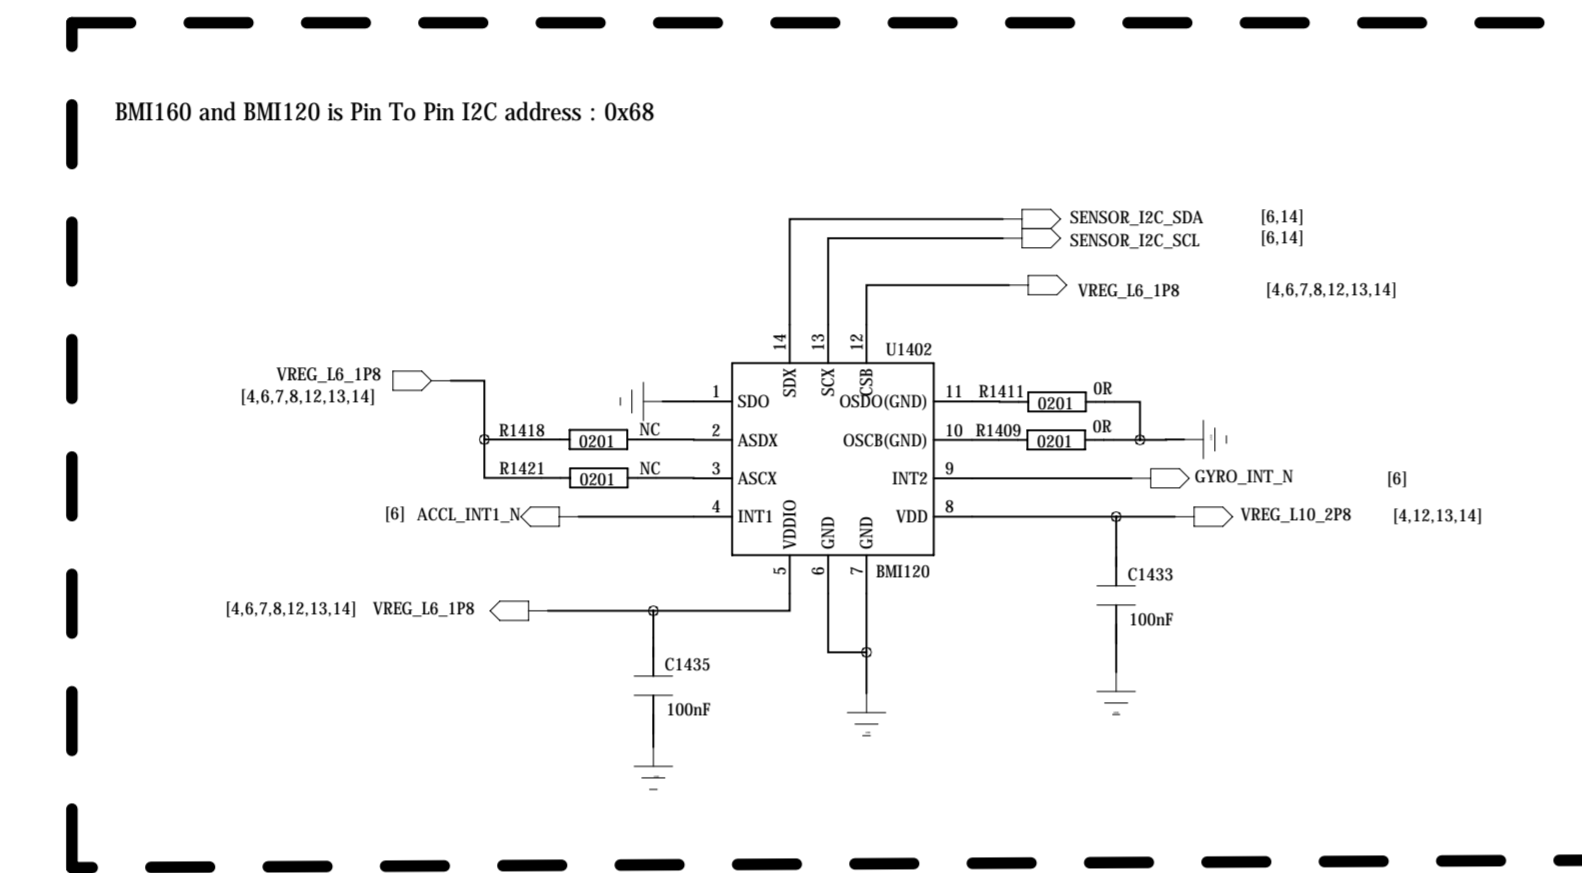 BMI160 and BMI120 is Pin To Pin I2C address : 0x68
SENSOR_I2C_SDA [6,14]
SENSOR_I2C_SCL [6,14]
VREG_L6_1P8 [4,6,7,8,12,13,14]
14 13 12
U1402
VREG_L6_1P8
[4,6,7,8,12,13,14]
SDX SCX CSB
1 SDO OSDO(GND) 11 R1411 0201 0R
R1418 0201 NC 2 ASDX OSCB(GND) 10 R1409 0201 0R
R1421 0201 NC 3 ASCX INT2 9 GYRO_INT_N [6]
[6] ACCL_INT1_N 4 INT1 VDD 8 VREG_L10_2P8 [4,12,13,14]
VDDIO GND GND
5 6 7 BMI120
C1433
100nF
[4,6,7,8,12,13,14] VREG_L6_1P8
C1435
100nF